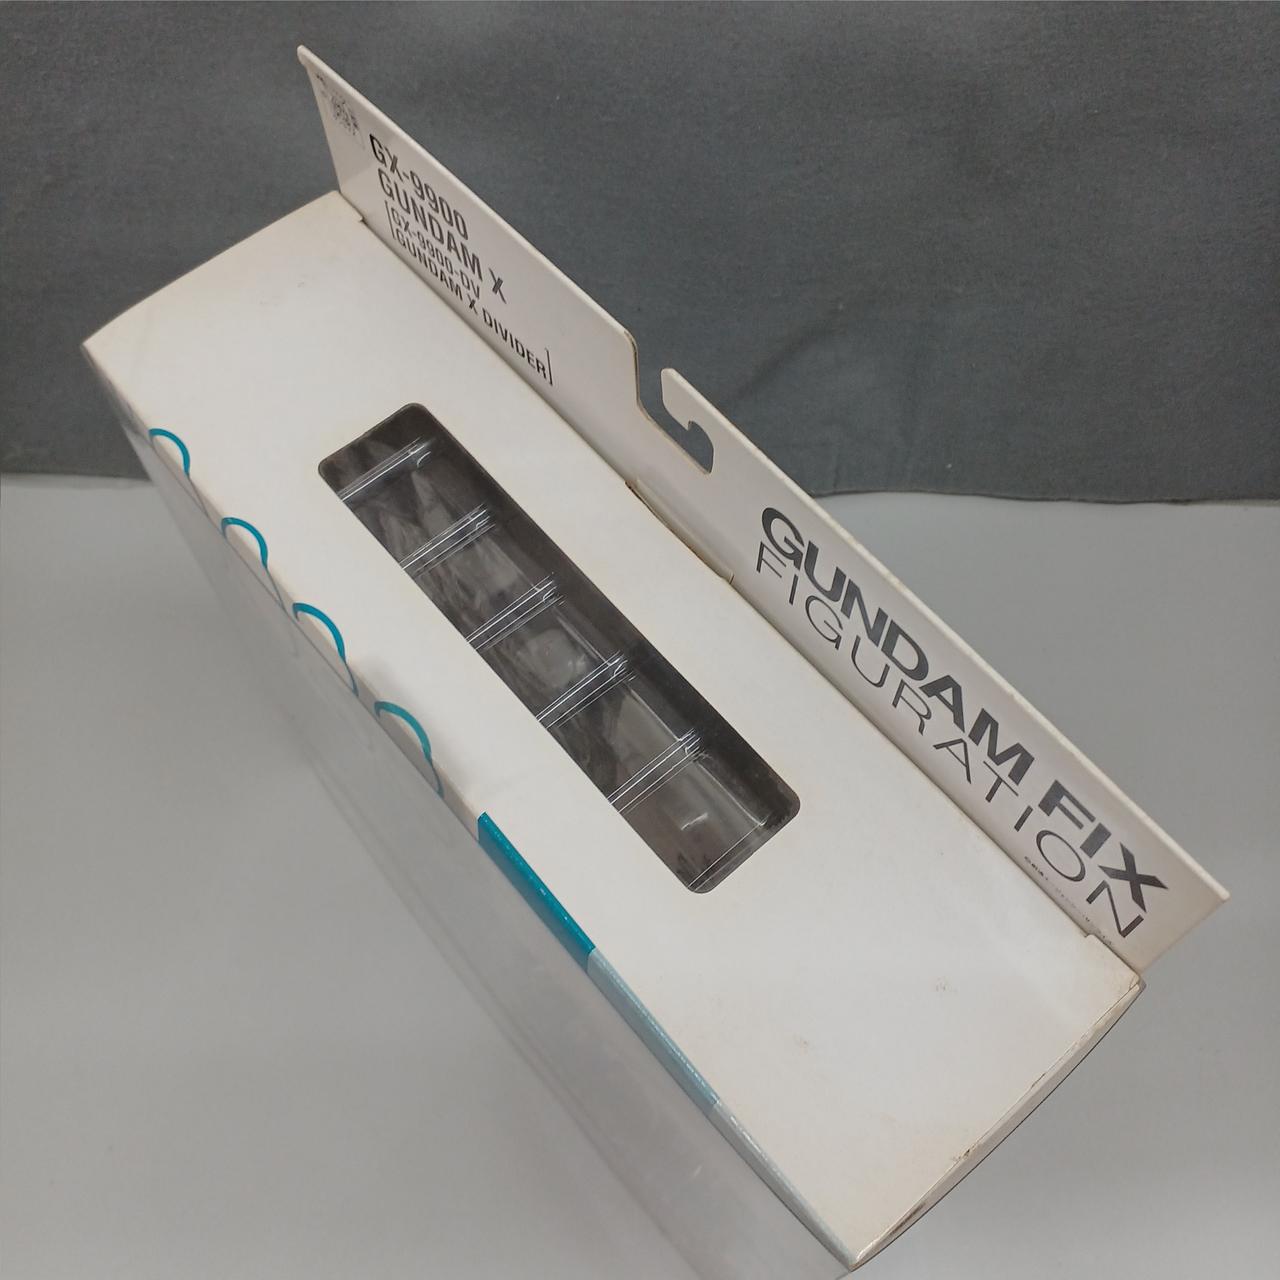 GX-9900
GUNDAM X
[GX-9900-DV
GUNDAM X DIVIDER]
GUNDAM FIX
FIGURATION